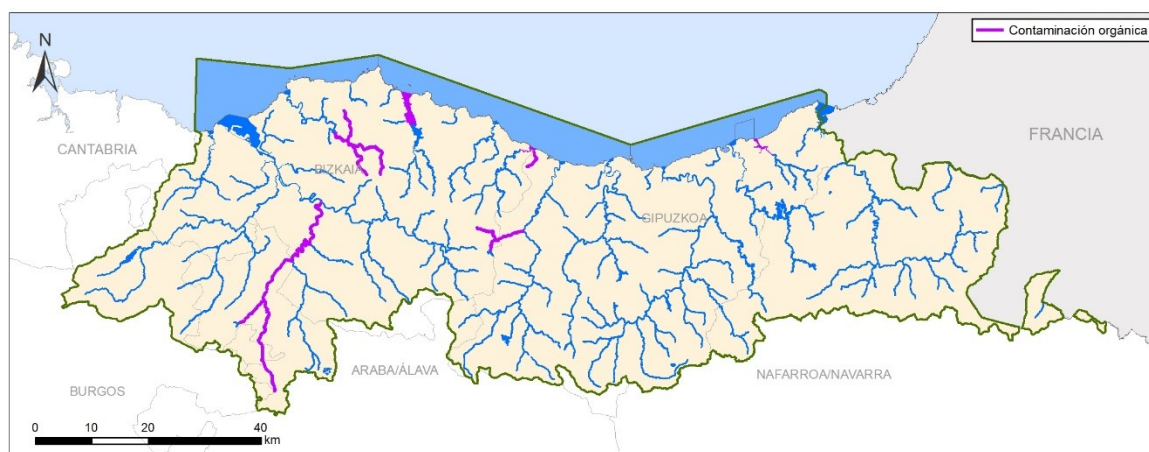 Contaminación orgánica
N
CANTABRIA
FRANCIA
BIZKAIA
GIPUZKOA
ARABA/ÁLAVA
NAFARROA/NAVARRA
BURGOS
0 10 20 40
km